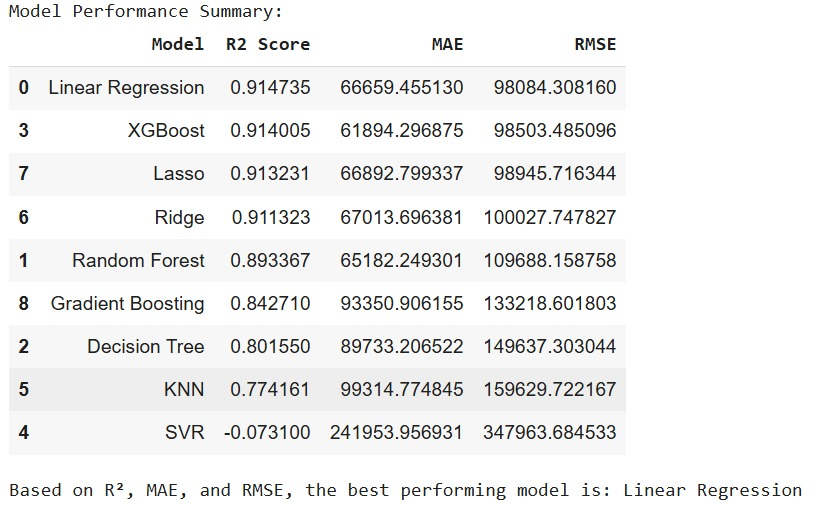 Model Performance Summary:
Model R2 Score MAE RMSE
0 Linear Regression 0.914735 66659.455130 98084.308160
3 XGBoost 0.914005 61894.296875 98503.485096
7 Lasso 0.913231 66892.799337 98945.716344
6 Ridge 0.911323 67013.696381 100027.747827
1 Random Forest 0.893367 65182.249301 109688.158758
8 Gradient Boosting 0.842710 93350.906155 133218.601803
2 Decision Tree 0.801550 89733.206522 149637.303044
5 KNN 0.774161 99314.774845 159629.722167
4 SVR -0.073100 241953.956931 347963.684533
Based on R², MAE, and RMSE, the best performing model is: Linear Regression